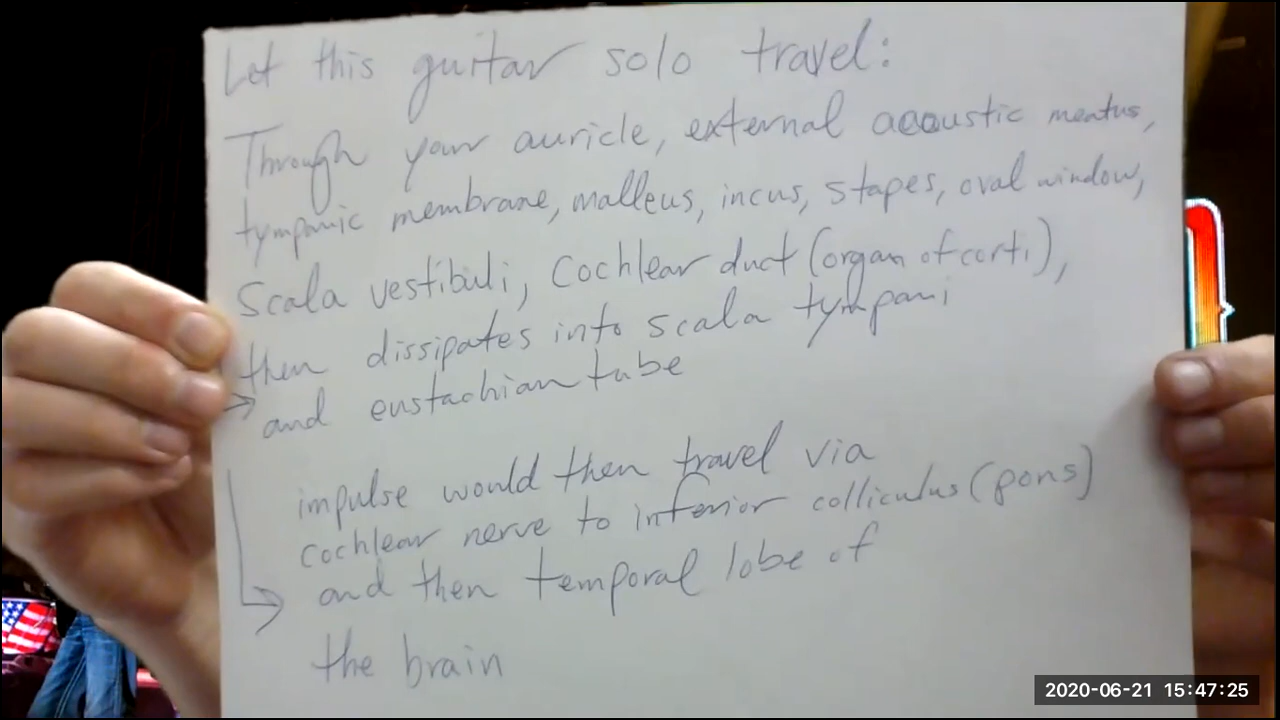 Let this guitar solo travel:
Through your auricle, external acoustic meatus,
tympanic membrane, malleus, incus, stapes, oval window,
Scala vestibuli, Cochlear duct (organ of corti),
then dissipates into scala tympani
and eustachian tube
impulse would then travel via
cochlear nerve to inferior colliculus (pons)
and then temporal lobe of
the brain
2020-06-21 15:47:25